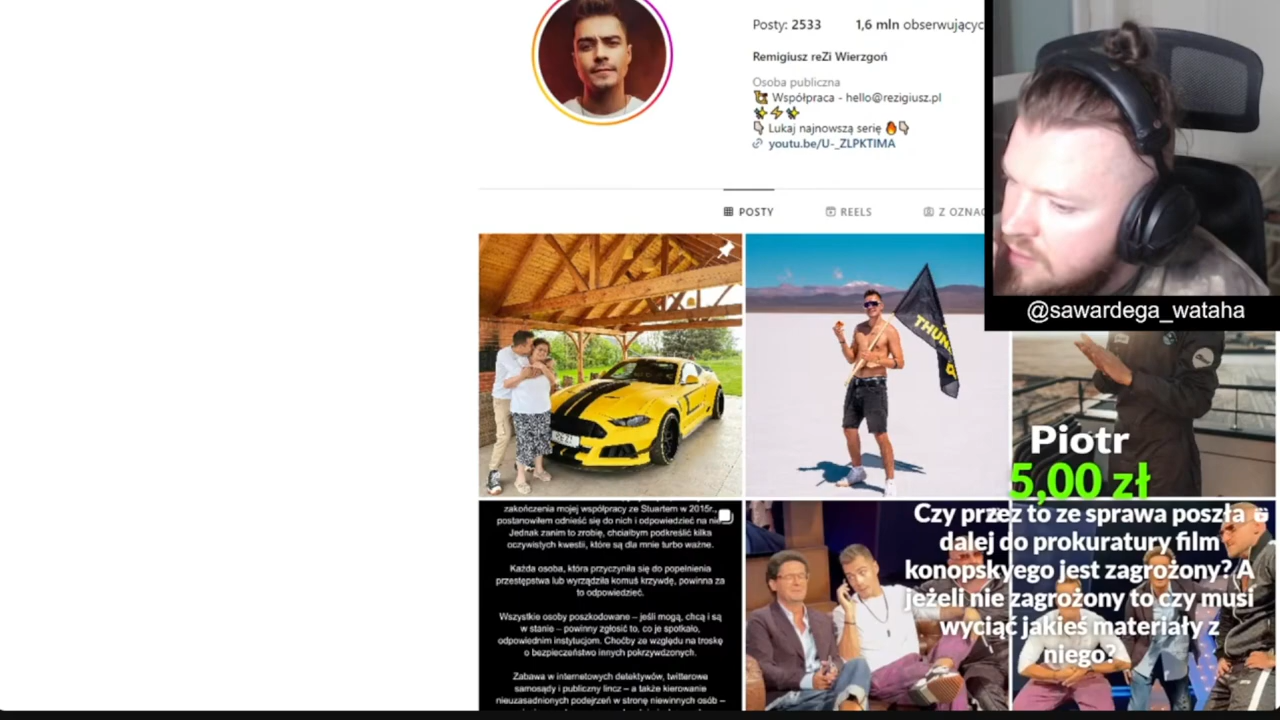 Posty: 2533 1,6 mln obserwującyc
Remigiusz reZi Wierzgoń
Osoba publiczna
Współpraca - hello@rezigiusz.pl
Lukaj najnowszą serię
youtu.be/U-_ZLPKTIMA
POSTY REELS Z OZNAC
@sawardega_wataha
Piotr
5,00 zł
Czy przez to ze sprawa poszła
dalej do prokuratury film
konopskyego jest zagrożony? A
jeżeli nie zagrożony to czy musi
wyciąć jakieś materiały z
niego?
zakończenia mojej współpracy ze Stuartem w 2015r.,
postanowiłem odnieść się do nich i odpowiedzieć na nie.
Jednak zanim to zrobię, chciałbym podkreślić kilka
oczywistych kwestii, które są dla mnie turbo ważne.
Każda osoba, która przyczyniła się do popełnienia
przestępstwa lub wyrządziła komuś krzywdę, powinna za
to odpowiedzieć.
Wszystkie osoby poszkodowane – jeśli mogą, chcą i są
w stanie – powinny zgłosić to, co je spotkało,
odpowiednim instytucjom. Choćby ze względu na troskę
o bezpieczeństwo innych pokrzywdzonych.
Zabawa w internetowych detektywów, twitterowe
samosądy i publiczny lincz – a także kierowanie
nieuzasadnionych podejrzeń w stronę niewinnych osób –